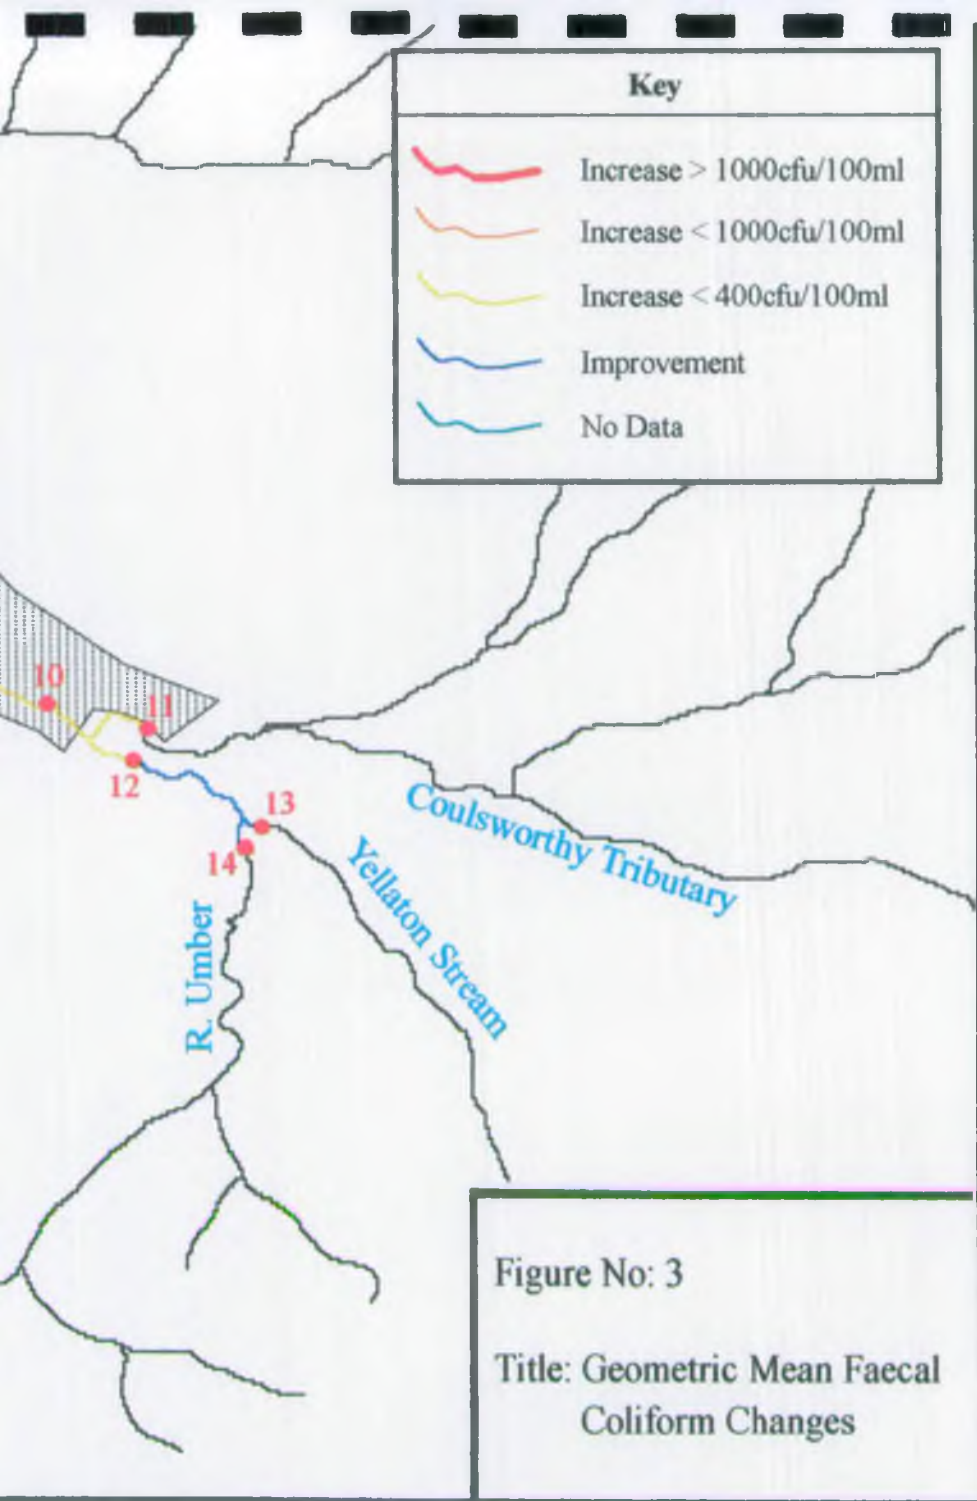 Key
Increase > 1000cfu/100ml
Increase < 1000cfu/100ml
Increase < 400cfu/100ml
Improvement
No Data
10
11
12
13
14
Coulsworthy Tributary
Yellaton Stream
R. Umber
Figure No: 3
Title: Geometric Mean Faecal
Coliform Changes